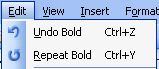 Edit View Insert Format
Undo Bold Ctrl+Z
Repeat Bold Ctrl+Y